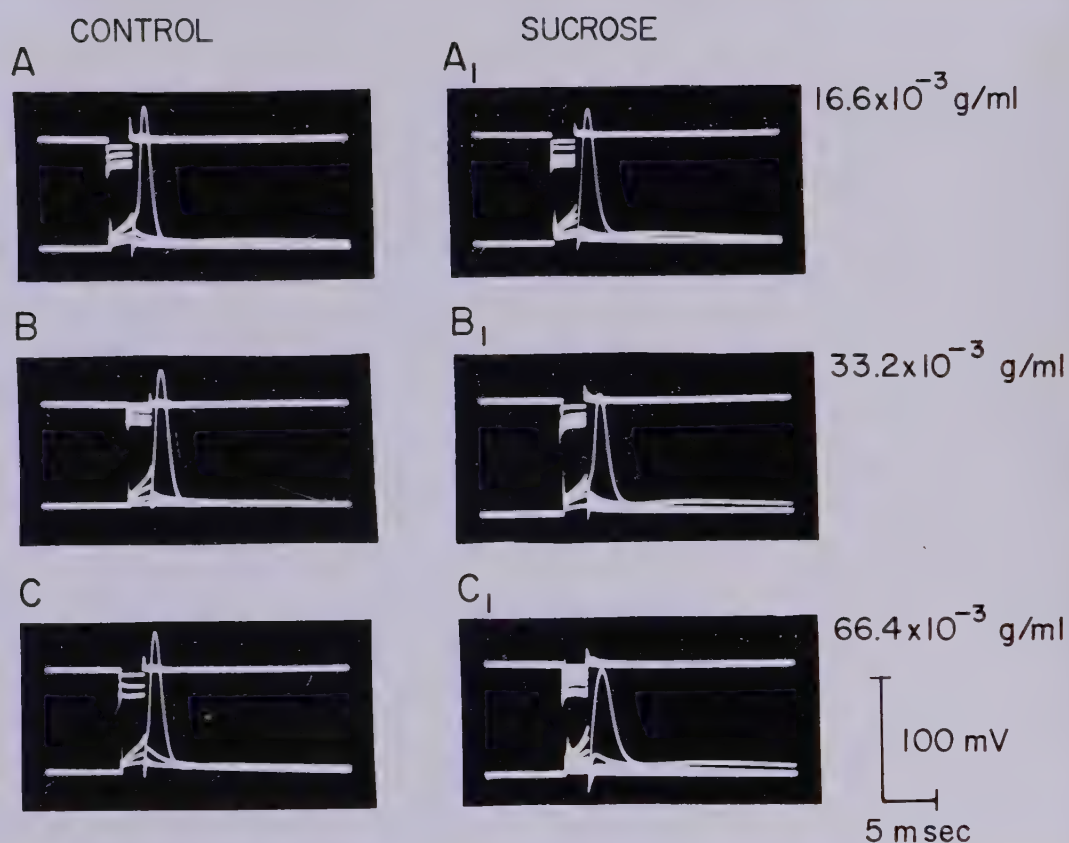 CONTROL
SUCROSE
A
A1
16.6x10⁻³ g/ml
B
B1
33.2x10⁻³ g/ml
C
C1
66.4x10⁻³ g/ml
100 mV
5 msec